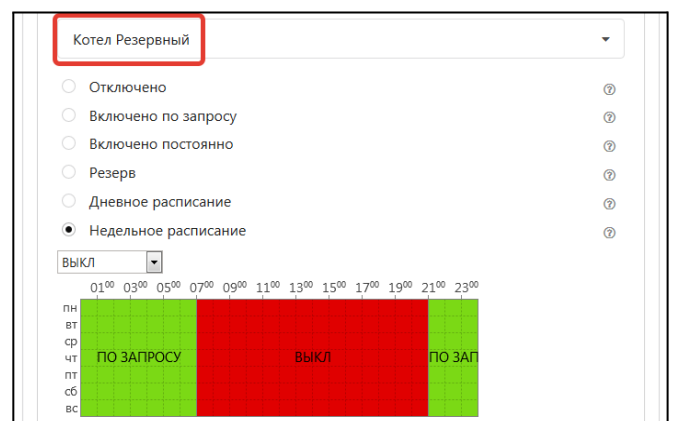 Котел Резервный
Отключено
Включено по запросу
Включено постоянно
Резерв
Дневное расписание
Недельное расписание
ВЫКЛ
01⁰⁰ 03⁰⁰ 05⁰⁰ 07⁰⁰ 09⁰⁰ 11⁰⁰ 13⁰⁰ 15⁰⁰ 17⁰⁰ 19⁰⁰ 21⁰⁰ 23⁰⁰
пн
вт
ср
чт ПО ЗАПРОСУ ВЫКЛ ПО ЗАП
пт
сб
вс